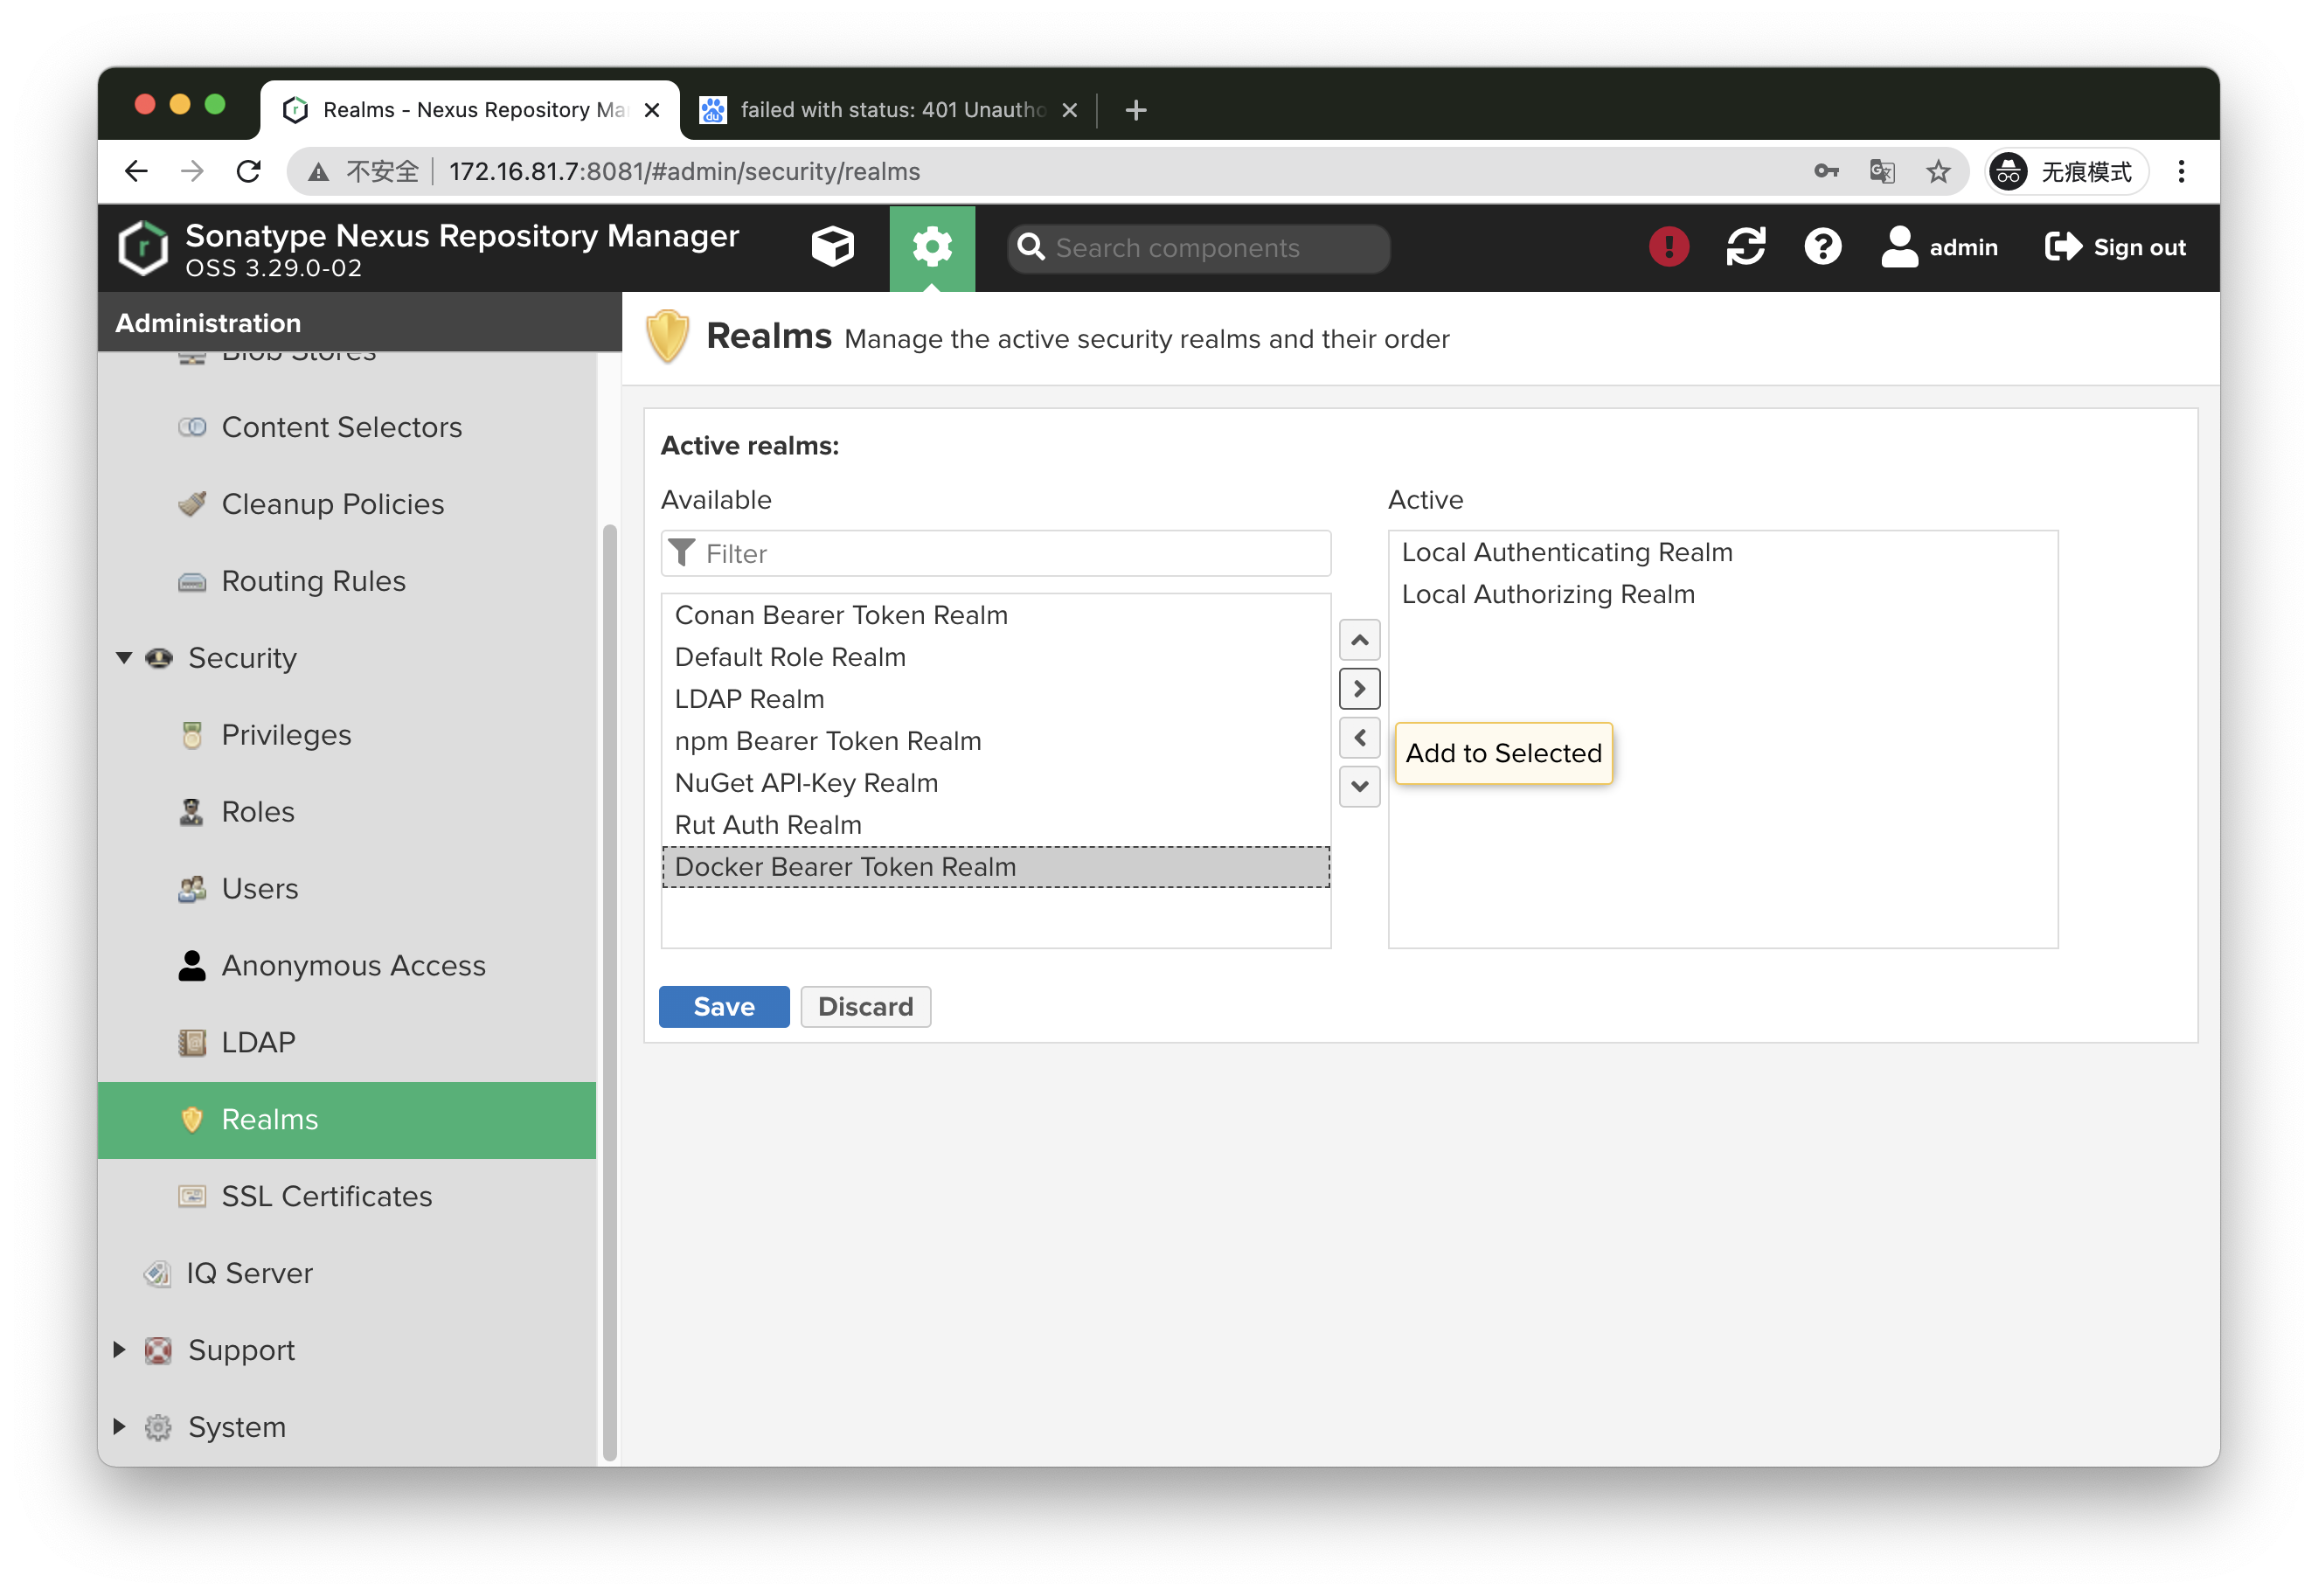 Realms - Nexus Repository Ma
failed with status: 401 Unautho
不安全
172.16.81.7:8081/#admin/security/realms
无痕模式
Sonatype Nexus Repository Manager
OSS 3.29.0-02
Search components
admin
Sign out
Administration
Blob Stores
Content Selectors
Cleanup Policies
Routing Rules
Security
Privileges
Roles
Users
Anonymous Access
LDAP
Realms
SSL Certificates
IQ Server
Support
System
Realms Manage the active security realms and their order
Active realms:
Available
Filter
Conan Bearer Token Realm
Default Role Realm
LDAP Realm
npm Bearer Token Realm
NuGet API-Key Realm
Rut Auth Realm
Docker Bearer Token Realm
Active
Local Authenticating Realm
Local Authorizing Realm
Add to Selected
Save
Discard